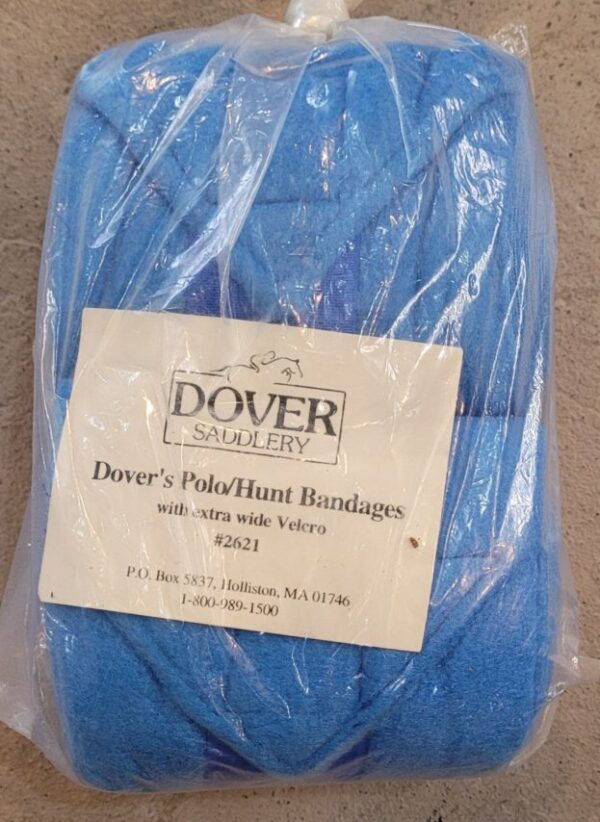 DOVER
SADDLERY
Dover's Polo/Hunt Bandages
with extra wide Velcro
#2621
P.O. Box 5837, Holliston, MA 01746
1-800-989-1500